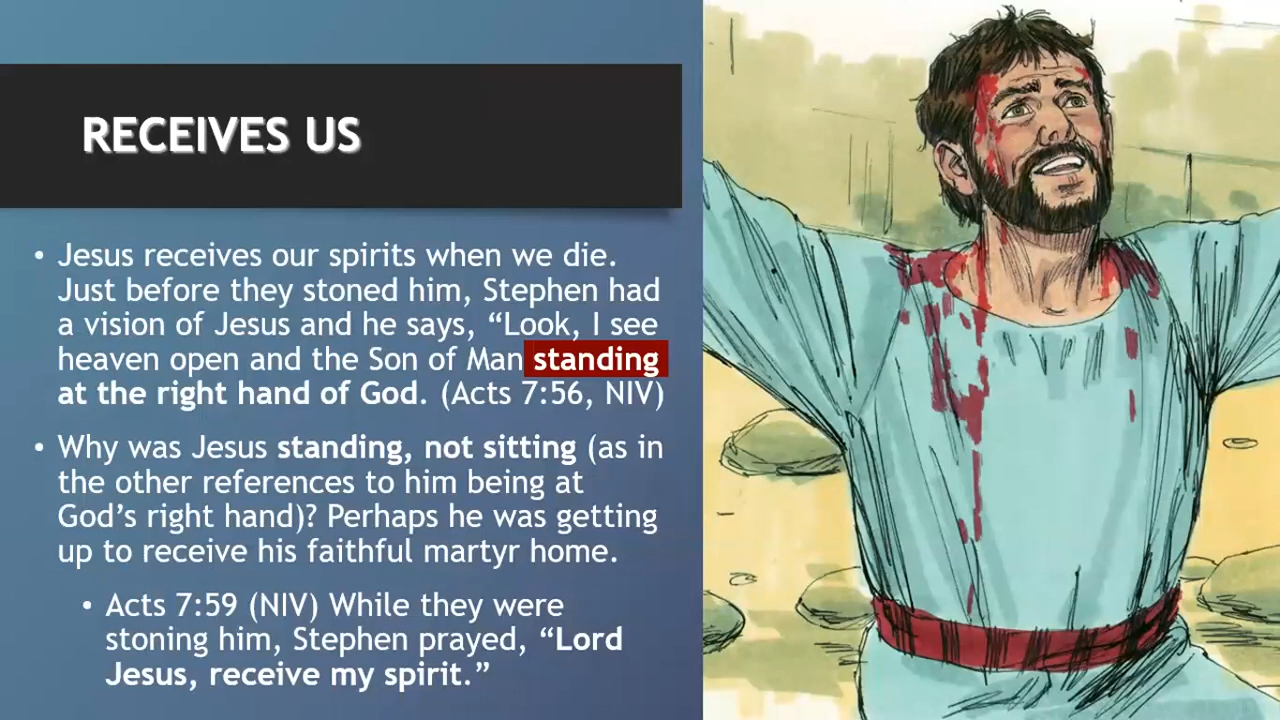 RECEIVES US
• Jesus receives our spirits when we die.
Just before they stoned him, Stephen had
a vision of Jesus and he says, “Look, I see
heaven open and the Son of Man standing
at the right hand of God. (Acts 7:56, NIV)
• Why was Jesus standing, not sitting (as in
the other references to him being at
God’s right hand)? Perhaps he was getting
up to receive his faithful martyr home.
• Acts 7:59 (NIV) While they were
stoning him, Stephen prayed, “Lord
Jesus, receive my spirit.”